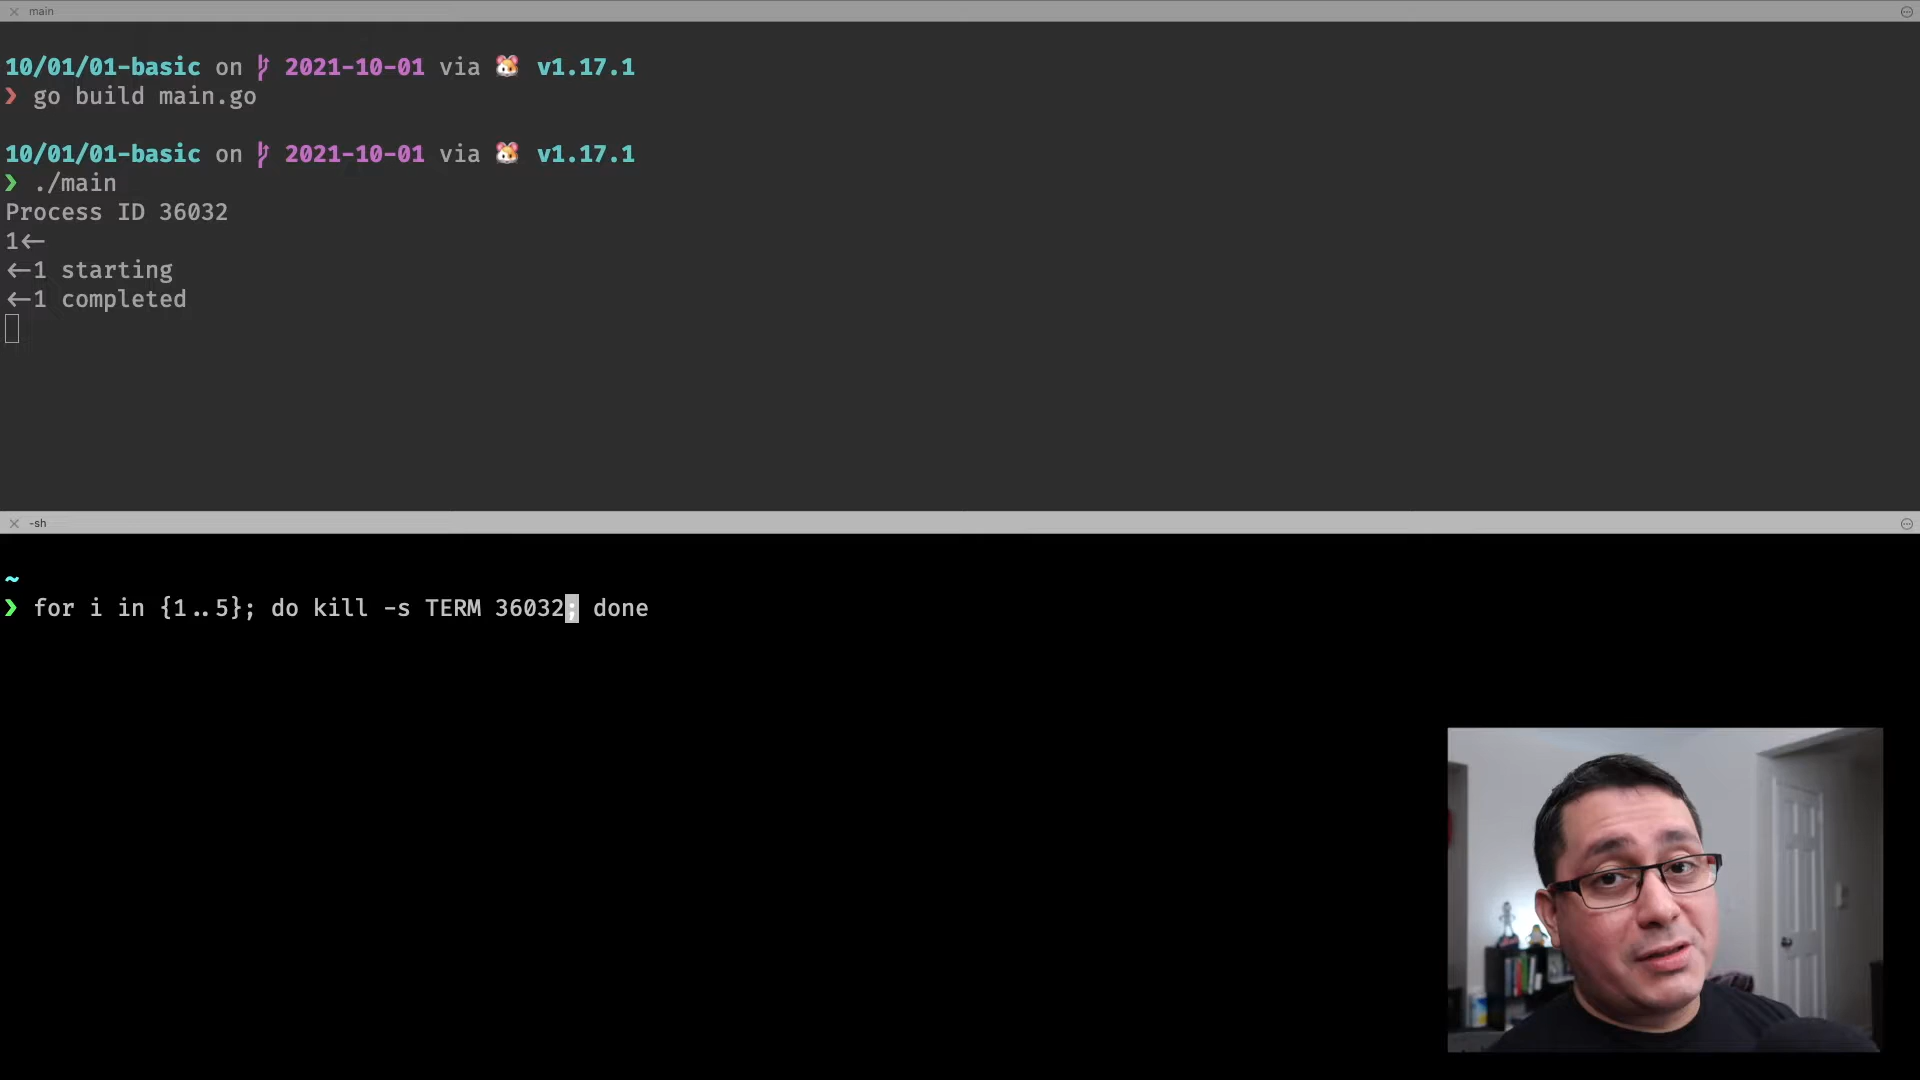 main
10/01/01-basic on 2021-10-01 via 🐹 v1.17.1
❯ go build main.go
10/01/01-basic on 2021-10-01 via 🐹 v1.17.1
❯ ./main
Process ID 36032
1←
←1 starting
←1 completed
-sh
~
❯ for i in {1..5}; do kill -s TERM 36032; done